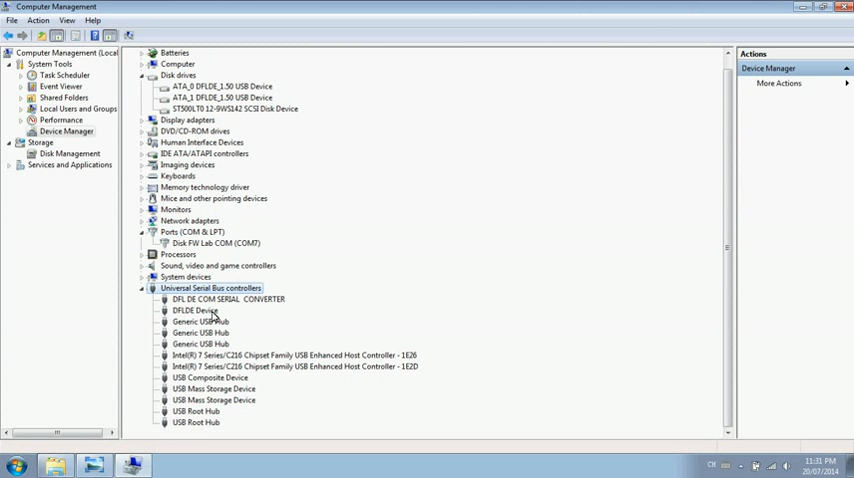 Computer Management
File Action View Help
Computer Management (Local
System Tools
Task Scheduler
Event Viewer
Shared Folders
Local Users and Groups
Performance
Device Manager
Storage
Disk Management
Services and Applications
Batteries
Computer
Disk drives
ATA_0 DFLDE_1.50 USB Device
ATA_1 DFLDE_1.50 USB Device
ST500LT0 12-9WS142 SCSI Disk Device
Display adapters
DVD/CD-ROM drives
Human Interface Devices
IDE ATA/ATAPI controllers
Imaging devices
Keyboards
Memory technology driver
Mice and other pointing devices
Monitors
Network adapters
Ports (COM & LPT)
Disk FW Lab COM (COM7)
Processors
Sound, video and game controllers
System devices
Universal Serial Bus controllers
DFL DE COM SERIAL CONVERTER
DFLDE Device
Generic USB Hub
Generic USB Hub
Generic USB Hub
Intel(R) 7 Series/C216 Chipset Family USB Enhanced Host Controller - 1E26
Intel(R) 7 Series/C216 Chipset Family USB Enhanced Host Controller - 1E2D
USB Composite Device
USB Mass Storage Device
USB Mass Storage Device
USB Root Hub
USB Root Hub
Actions
Device Manager
More Actions
CH
11:31 PM
20/07/2014